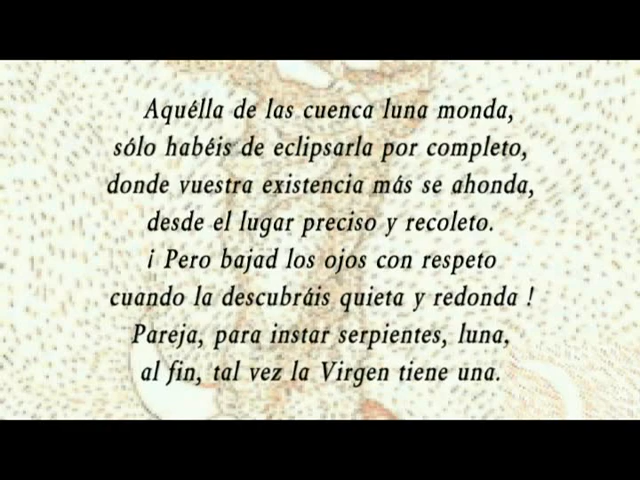 Aquélla de las cuenca luna monda,
sólo habéis de eclipsarla por completo,
donde vuestra existencia más se ahonda,
desde el lugar preciso y recoleto.
¡ Pero bajad los ojos con respeto
cuando la descubráis quieta y redonda !
Pareja, para instar serpientes, luna,
al fin, tal vez la Virgen tiene una.